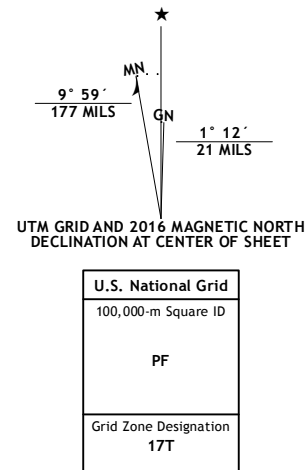 ★
MN
GN
9° 59´
177 MILS
1° 12´
21 MILS
UTM GRID AND 2016 MAGNETIC NORTH
DECLINATION AT CENTER OF SHEET
U.S. National Grid
100,000-m Square ID
PF
Grid Zone Designation
17T